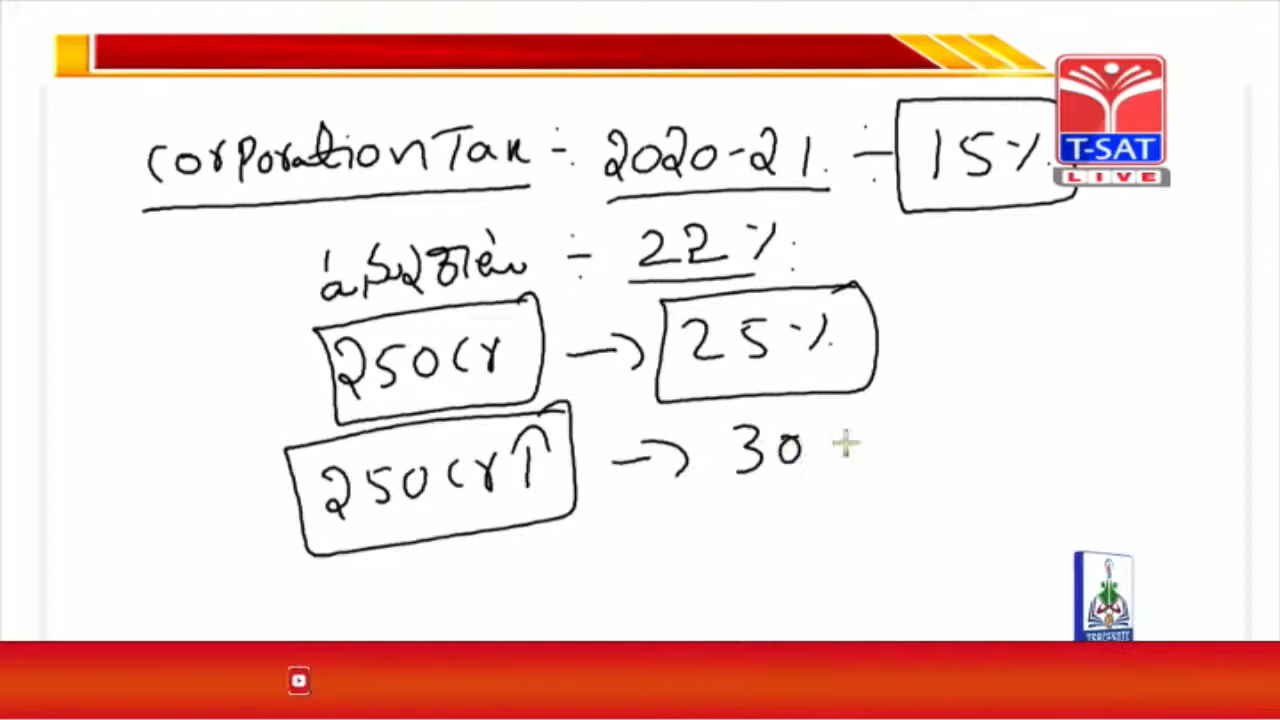 corporation Tax ÷ 2020-21 ÷ 15%
T-SAT
LIVE
÷ 22%
250Cr → 25%
250Cr↑ → 30